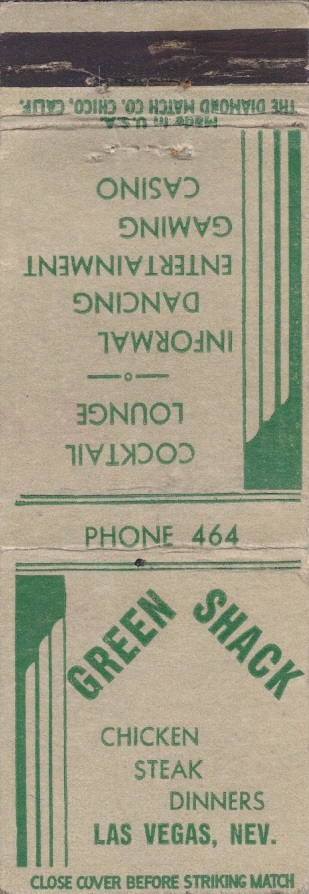 GREEN SHACK
CHICKEN
STEAK
DINNERS
LAS VEGAS, NEV.
CLOSE COVER BEFORE STRIKING MATCH
PHONE 464
COCKTAIL
LOUNGE
INFORMAL
DANCING
ENTERTAINMENT
GAMING
CASINO
Made in U.S.A.
THE DIAMOND MATCH CO. CHICO, CALIF.